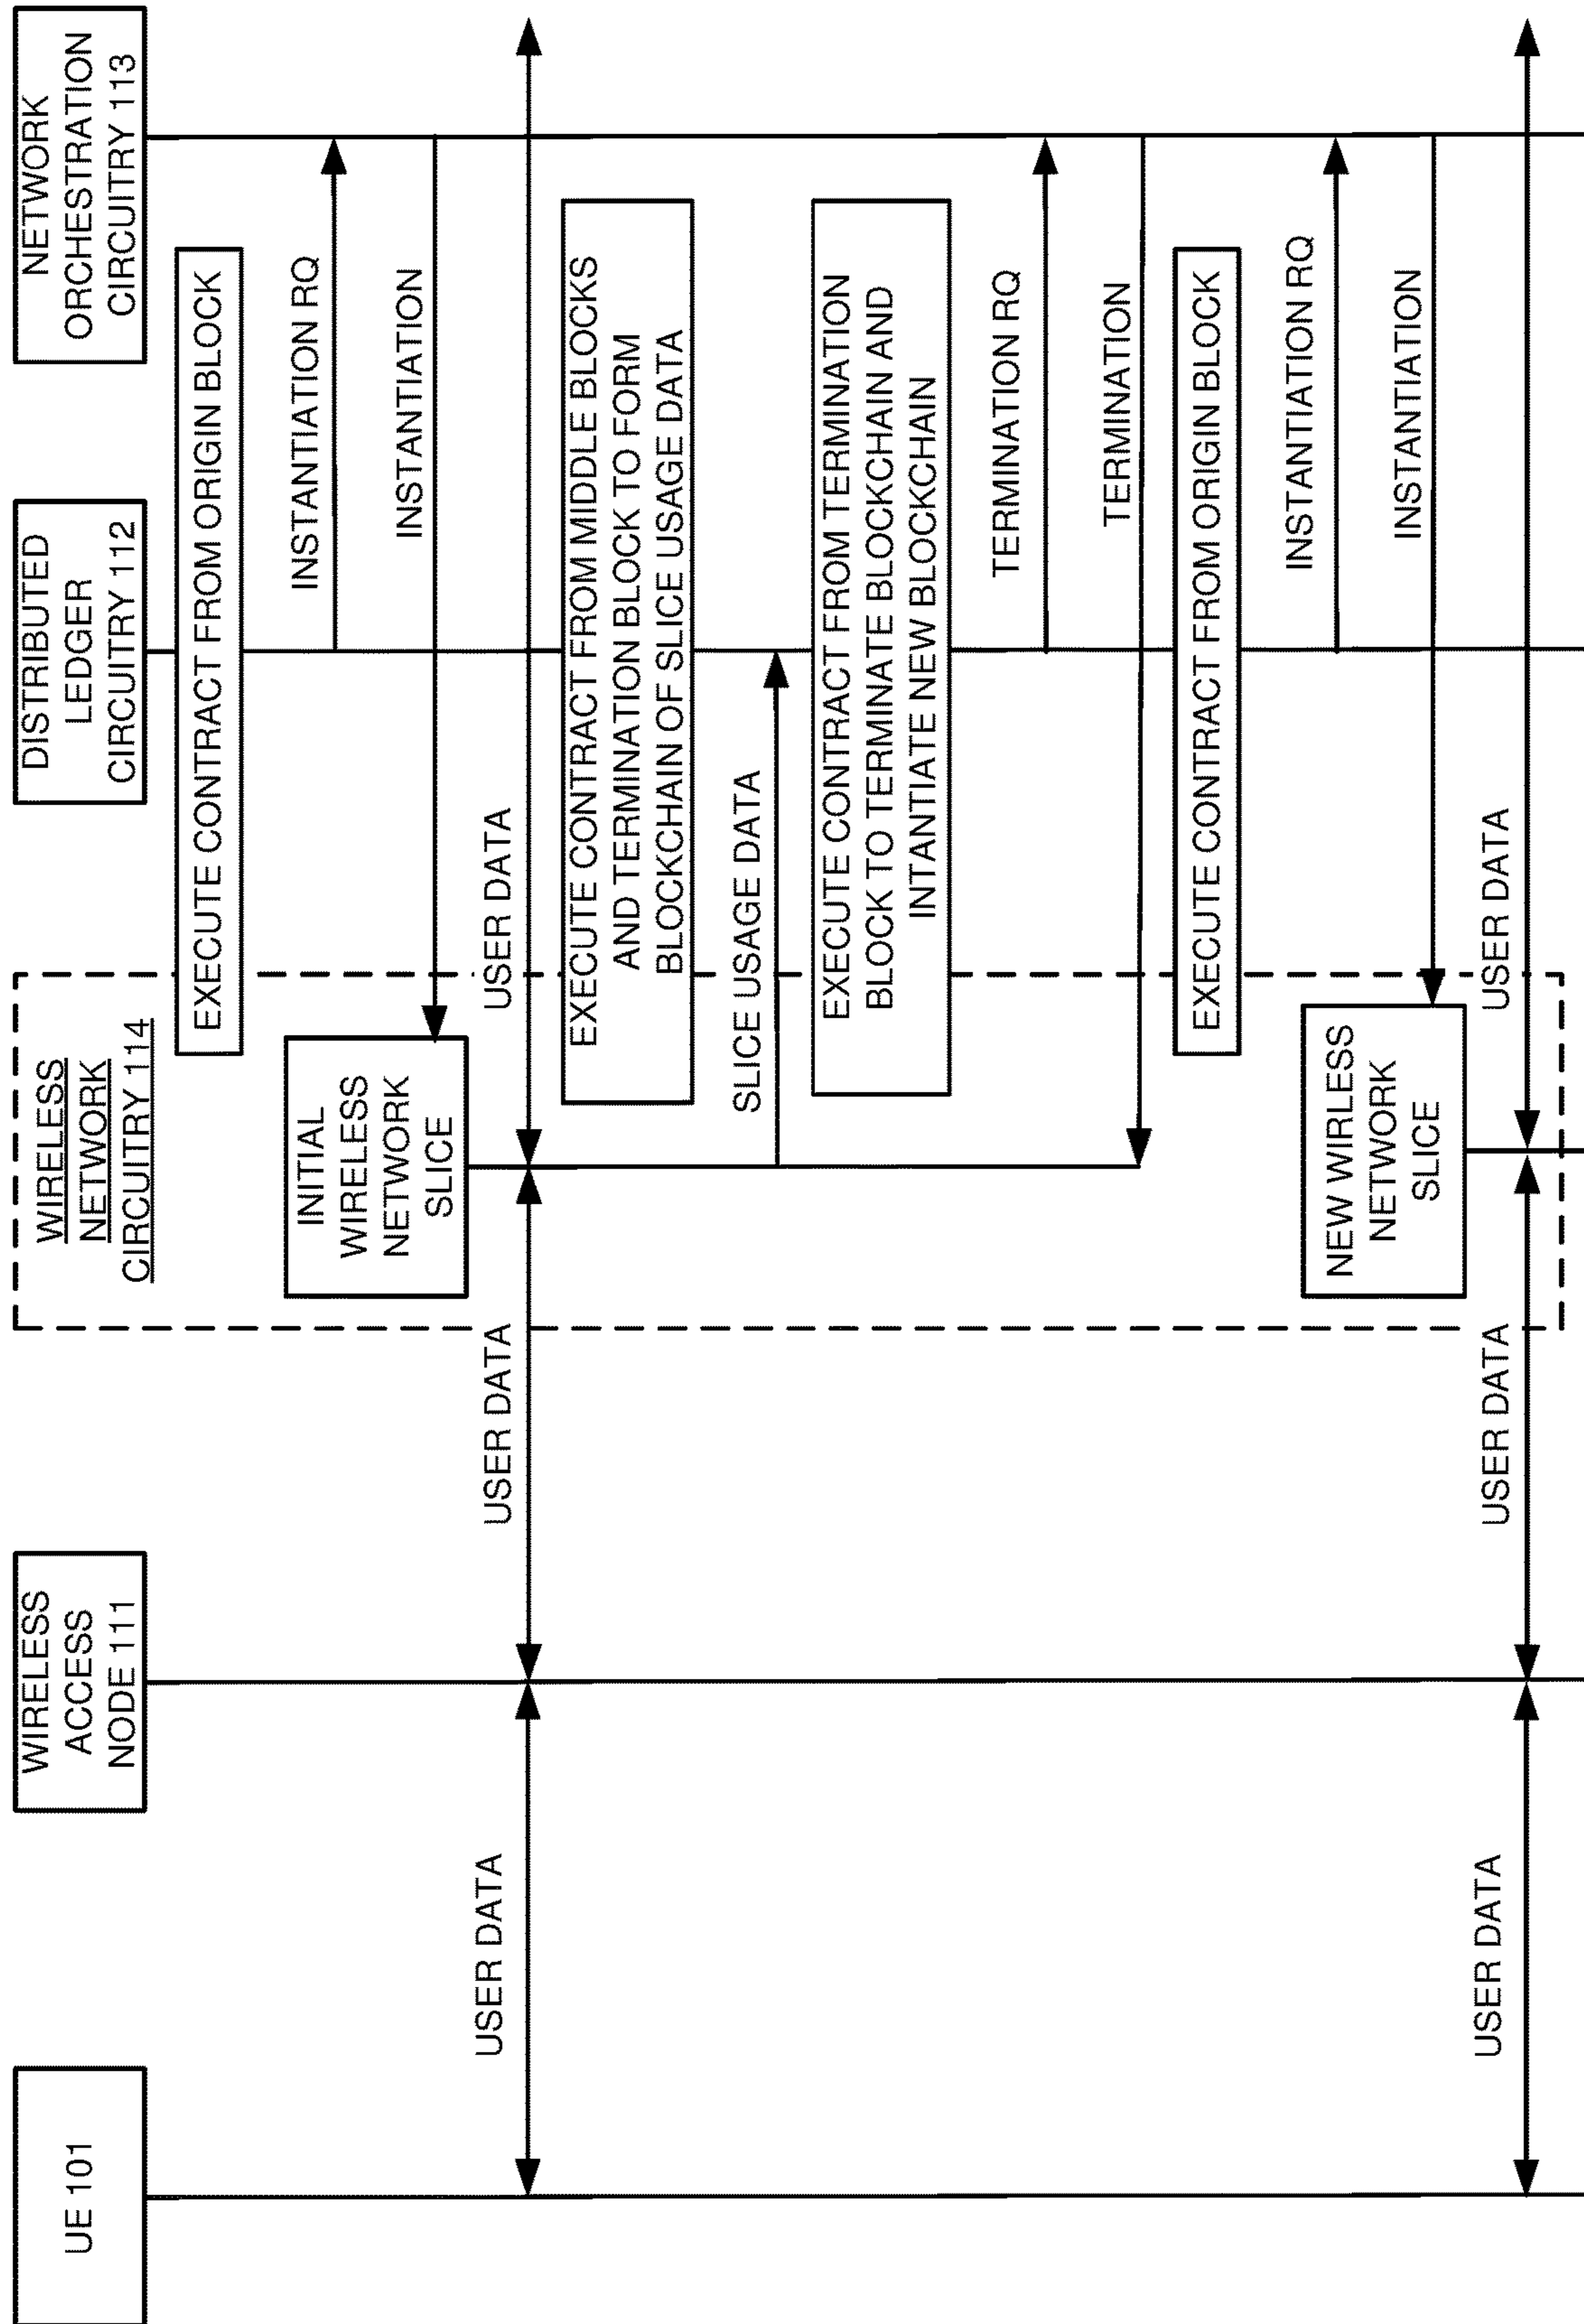 UE 101
WIRELESS
ACCESS
NODE 111
WIRELESS
NETWORK
CIRCUITRY 114
DISTRIBUTED
LEDGER
CIRCUITRY 112
NETWORK
ORCHESTRATION
CIRCUITRY 113
EXECUTE CONTRACT FROM ORIGIN BLOCK
INSTANTIATION RQ
INSTANTIATION
INITIAL
WIRELESS
NETWORK
SLICE
USER DATA
USER DATA
USER DATA
EXECUTE CONTRACT FROM MIDDLE BLOCKS
AND TERMINATION BLOCK TO FORM
BLOCKCHAIN OF SLICE USAGE DATA
SLICE USAGE DATA
EXECUTE CONTRACT FROM TERMINATION
BLOCK TO TERMINATE BLOCKCHAIN AND
INTANTIATE NEW BLOCKCHAIN
TERMINATION RQ
TERMINATION
EXECUTE CONTRACT FROM ORIGIN BLOCK
INSTANTIATION RQ
INSTANTIATION
NEW WIRLESS
NETWORK
SLICE
USER DATA
USER DATA
USER DATA